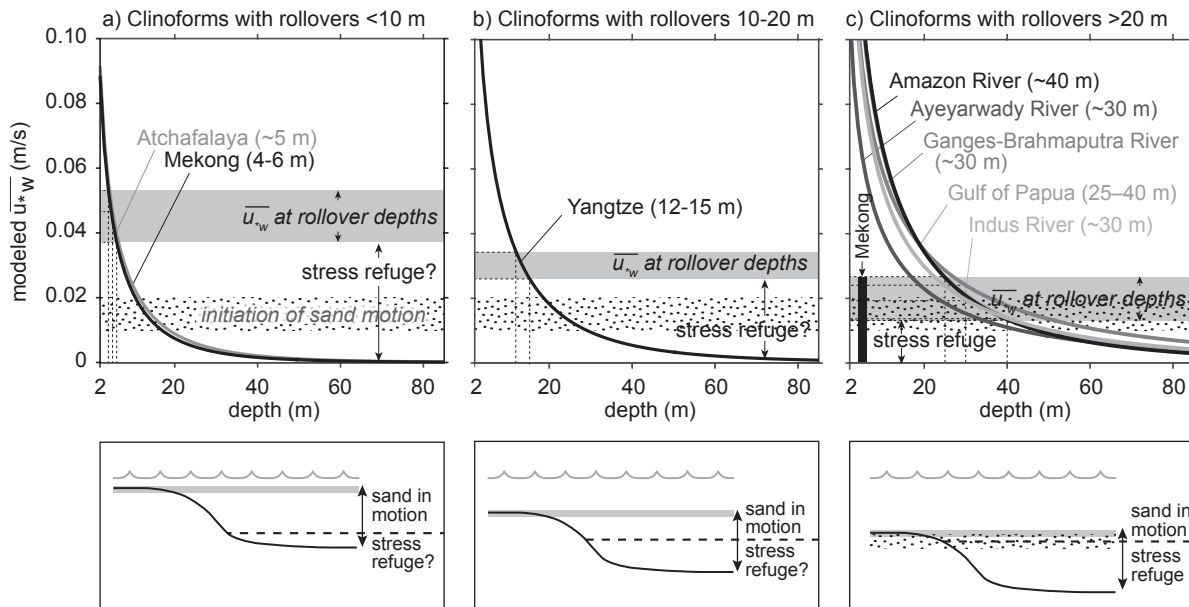 a) Clinoforms with rollovers <10 m
0.10
0.08
0.06
0.04
0.02
0
modeled u*w (m/s)
Atchafalaya (~5 m)
Mekong (4-6 m)
u*w at rollover depths
stress refuge?
initiation of sand motion
2 20 40 60 80
depth (m)
b) Clinoforms with rollovers 10-20 m
Yangtze (12-15 m)
u*w at rollover depths
stress refuge?
2 20 40 60 80
depth (m)
c) Clinoforms with rollovers >20 m
Amazon River (~40 m)
Ayeyarwady River (~30 m)
Ganges-Brahmaputra River
(~30 m)
Gulf of Papua (25–40 m)
Indus River (~30 m)
Mekong
u*w at rollover depths
stress refuge
2 20 40 60 80
depth (m)
sand in
motion
stress
refuge?
sand in
motion
stress
refuge?
sand in
motion
stress
refuge